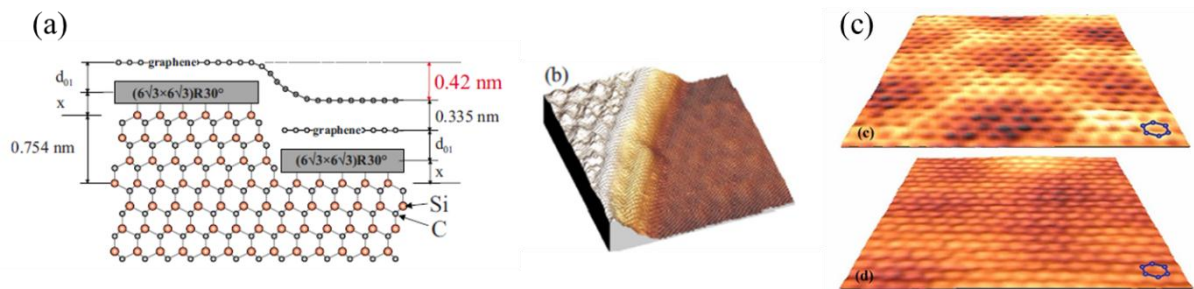 (a)
graphene
d01
(6√3×6√3)R30°
x
0.754 nm
0.42 nm
0.335 nm
graphene
d01
(6√3×6√3)R30°
x
Si
C
(b)
(c)
(c)
(d)